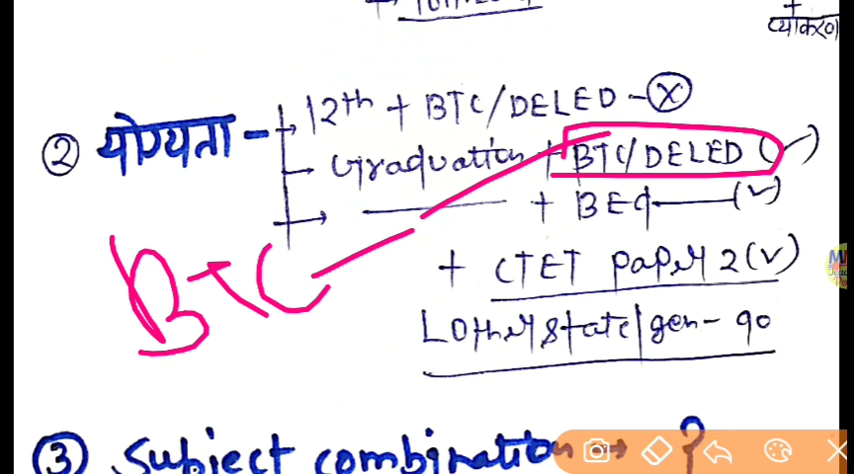 व्याकरण
② योग्यता - 12th + BTC/DELED - ⓧ
→ Graduation + BTC/DELED (✓)
→ ——— + BEd —— (✓)
+ CTET Paper 2 (✓)
Other state/gen - 90
BTC
③ Subject combination → ?